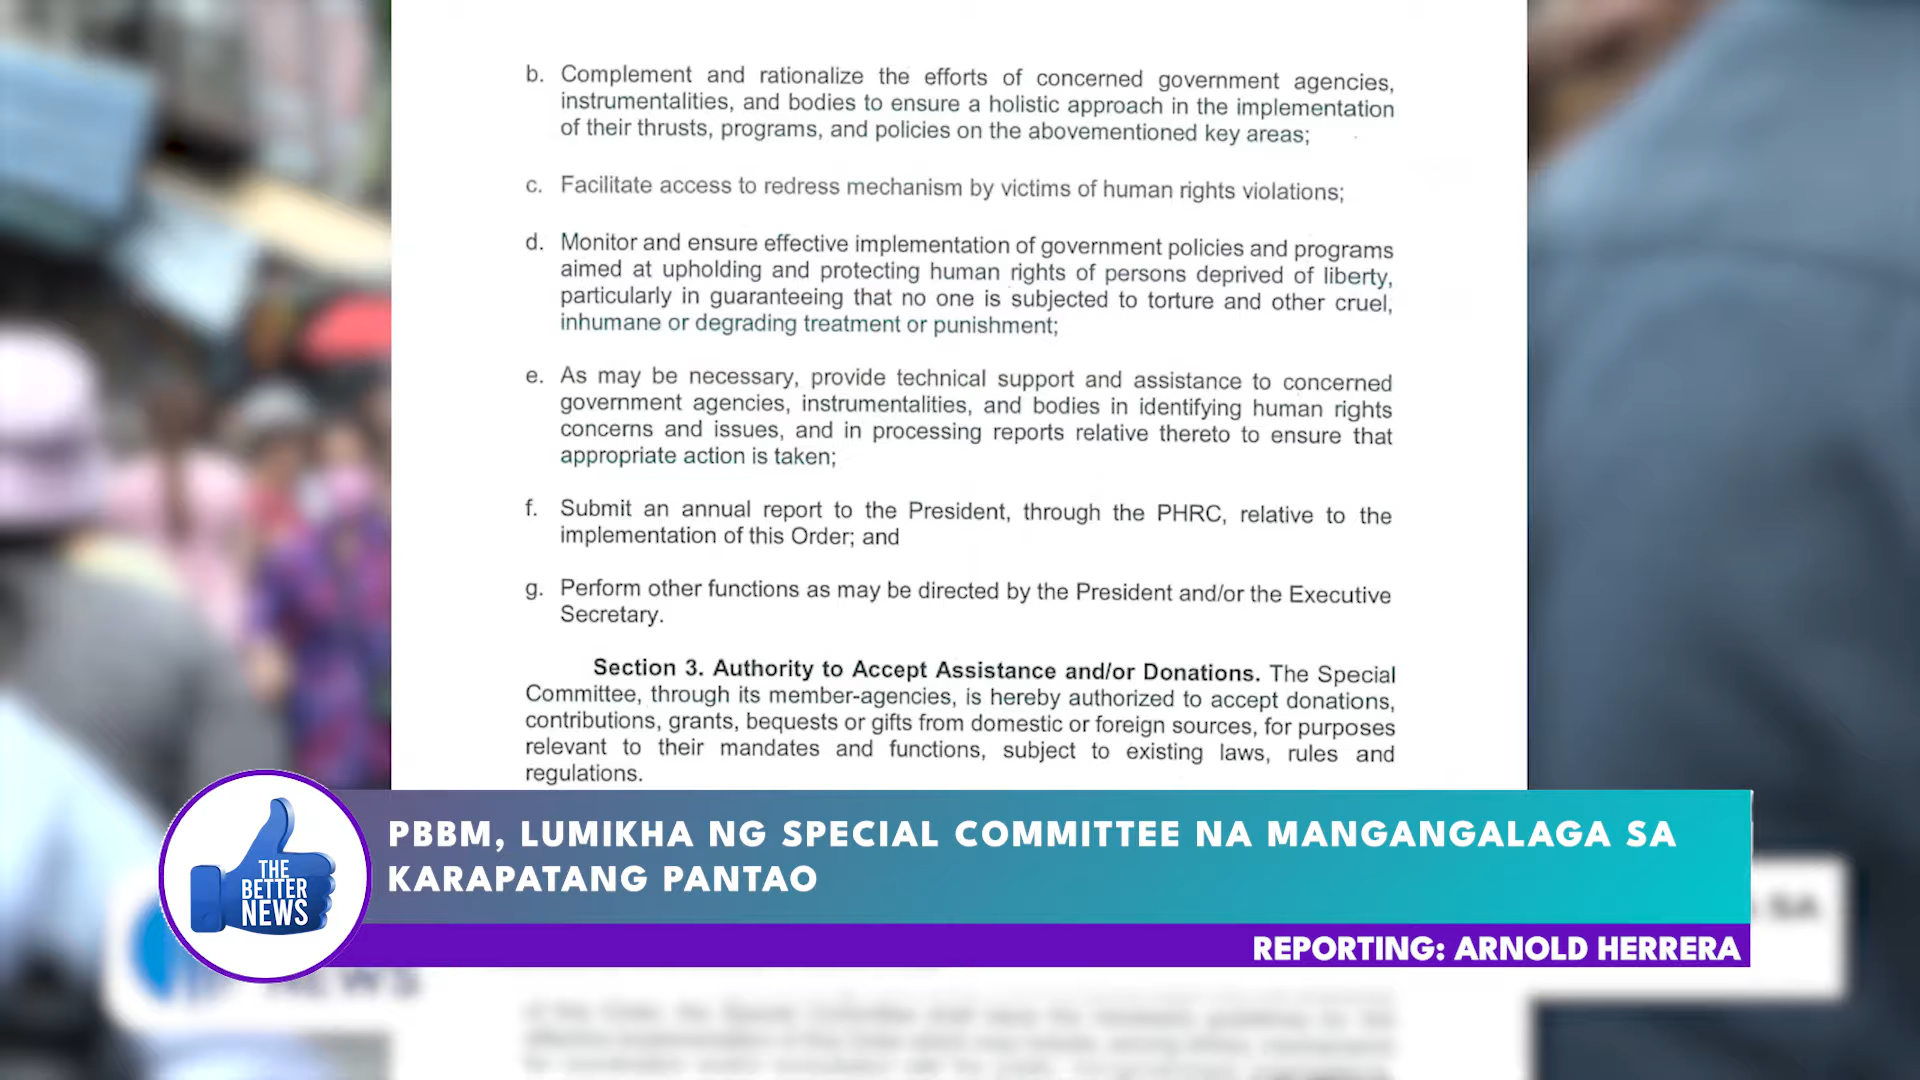 b. Complement and rationalize the efforts of concerned government agencies,
instrumentalities, and bodies to ensure a holistic approach in the implementation
of their thrusts, programs, and policies on the abovementioned key areas;
c. Facilitate access to redress mechanism by victims of human rights violations;
d. Monitor and ensure effective implementation of government policies and programs
aimed at upholding and protecting human rights of persons deprived of liberty,
particularly in guaranteeing that no one is subjected to torture and other cruel,
inhumane or degrading treatment or punishment;
e. As may be necessary, provide technical support and assistance to concerned
government agencies, instrumentalities, and bodies in identifying human rights
concerns and issues, and in processing reports relative thereto to ensure that
appropriate action is taken;
f. Submit an annual report to the President, through the PHRC, relative to the
implementation of this Order; and
g. Perform other functions as may be directed by the President and/or the Executive
Secretary.
Section 3. Authority to Accept Assistance and/or Donations. The Special
Committee, through its member-agencies, is hereby authorized to accept donations,
contributions, grants, bequests or gifts from domestic or foreign sources, for purposes
relevant to their mandates and functions, subject to existing laws, rules and
regulations.
THE
BETTER
NEWS
PBBM, LUMIKHA NG SPECIAL COMMITTEE NA MANGANGALAGA SA
KARAPATANG PANTAO
REPORTING: ARNOLD HERRERA
SA
NEWS